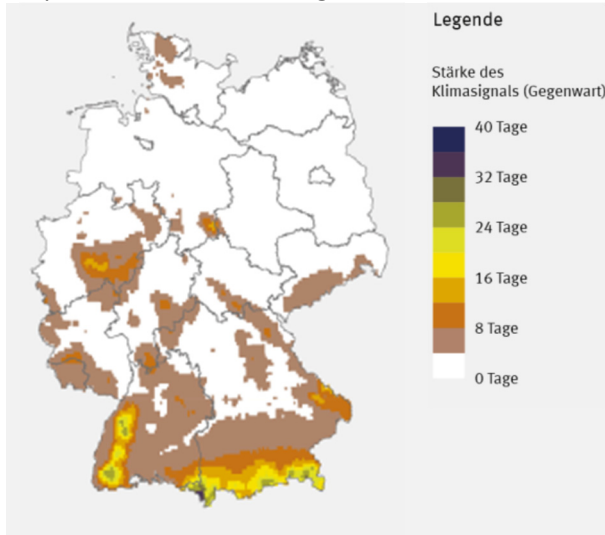 Legende
Stärke des
Klimasignals (Gegenwart)
40 Tage
32 Tage
24 Tage
16 Tage
8 Tage
0 Tage